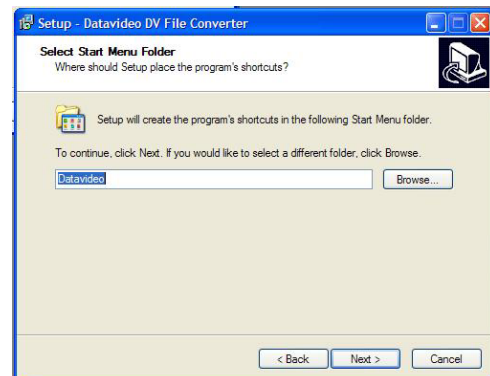 Setup - Datavideo DV File Converter
Select Start Menu Folder
Where should Setup place the program's shortcuts?
Setup will create the program's shortcuts in the following Start Menu folder.
To continue, click Next. If you would like to select a different folder, click Browse.
Datavideo
Browse...
< Back
Next >
Cancel